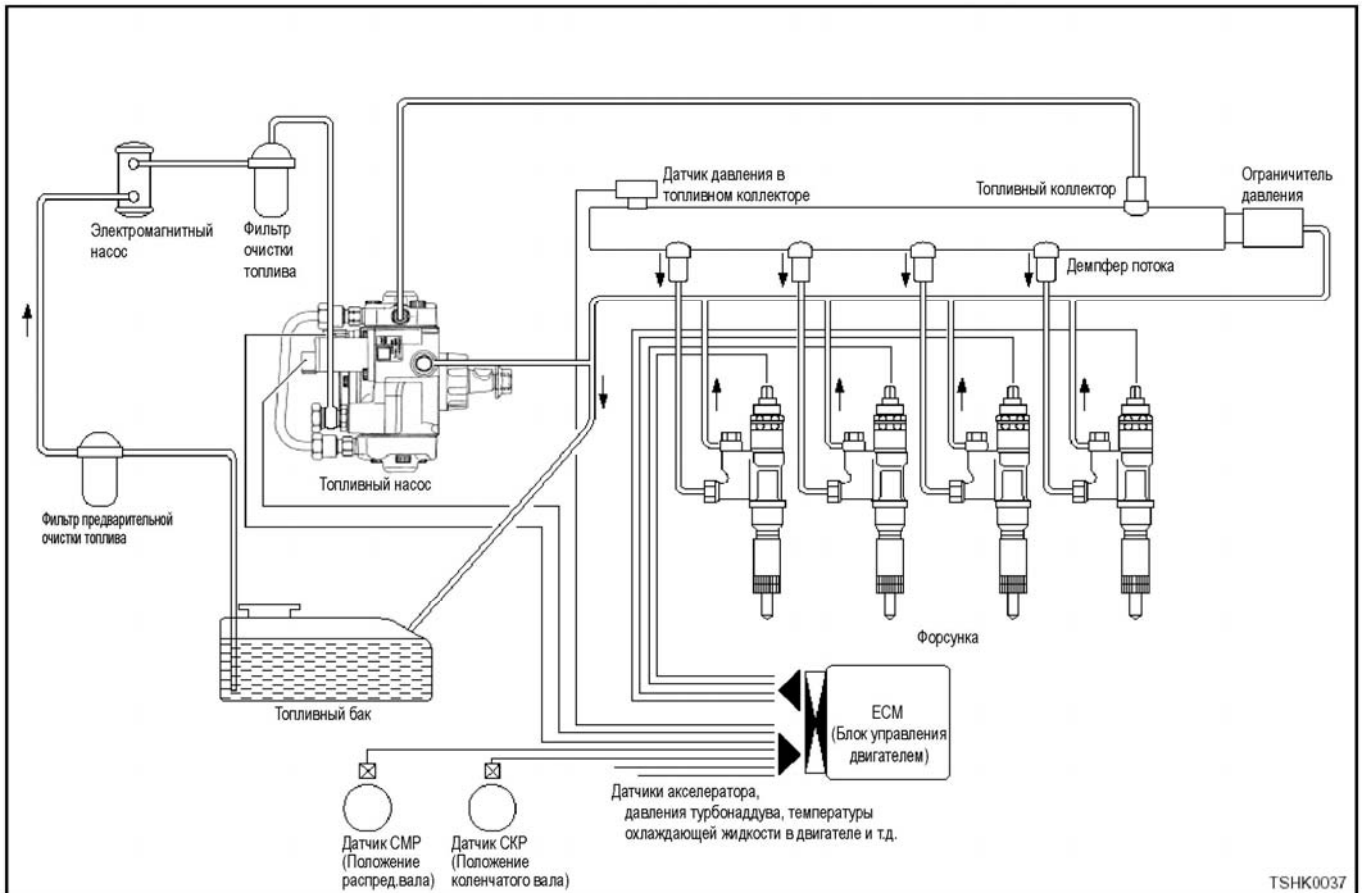 Датчик давления в
топливном коллекторе
Топливный коллектор
Ограничитель
давления
Электромагнитный
насос
Фильтр
очистки
топлива
Демпфер потока
Топливный насос
Фильтр предварительной
очистки топлива
Форсунка
Топливный бак
ECM
(Блок управления
двигателем)
Датчики акселератора,
давления турбонаддува, температуры
охлаждающей жидкости в двигателе и т.д.
Датчик CMP
(Положение
распред.вала)
Датчик CKP
(Положение
коленчатого вала)
TSHK0037